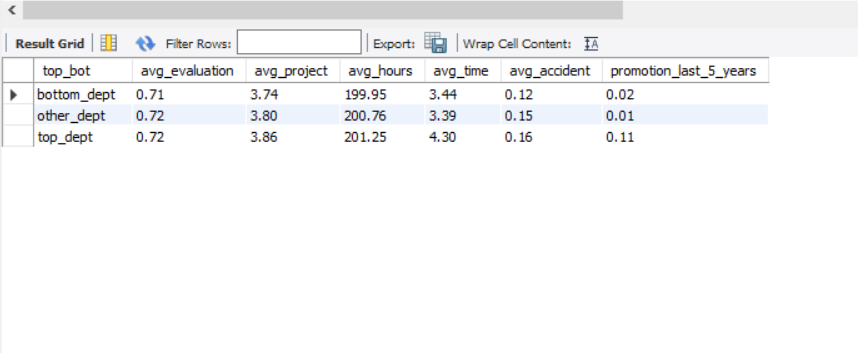 Result Grid Filter Rows: Export: Wrap Cell Content:
top_bot avg_evaluation avg_project avg_hours avg_time avg_accident promotion_last_5_years
bottom_dept 0.71 3.74 199.95 3.44 0.12 0.02
other_dept 0.72 3.80 200.76 3.39 0.15 0.01
top_dept 0.72 3.86 201.25 4.30 0.16 0.11